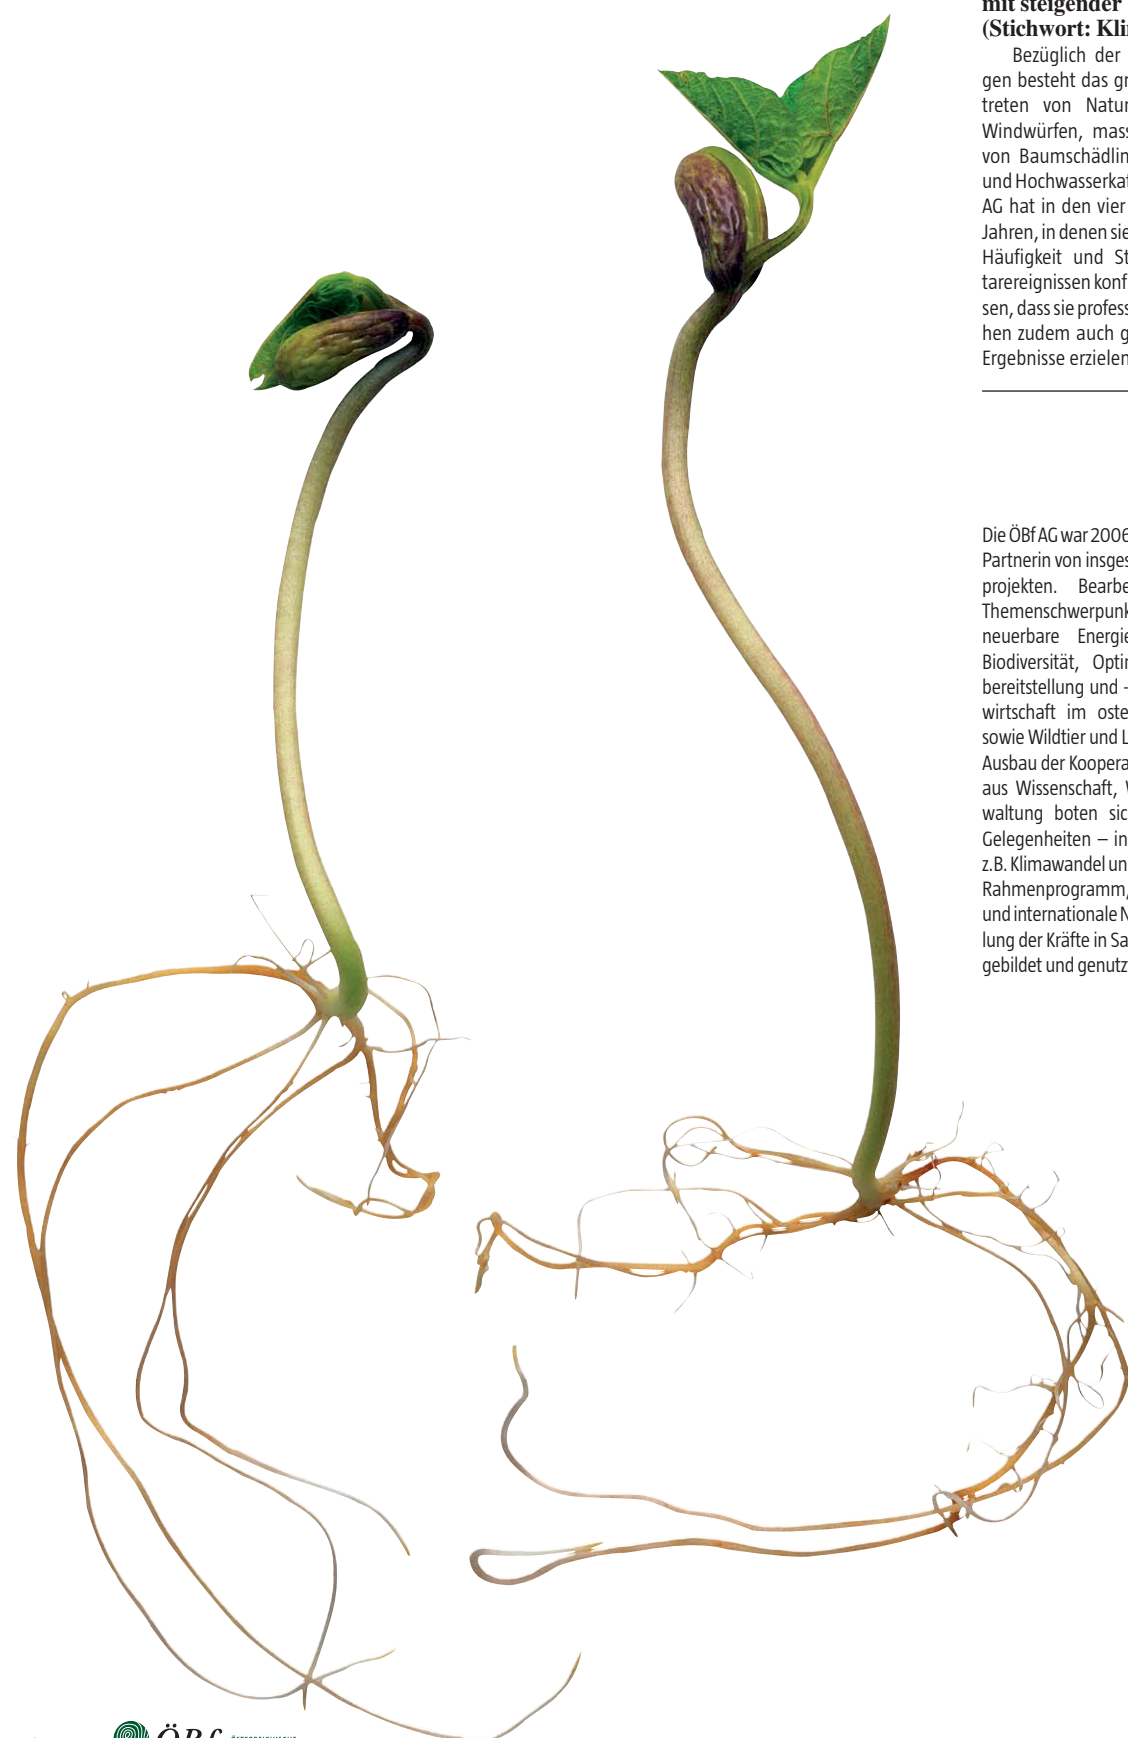 mit steigender
(Stichwort: Kli
Bezüglich der
gen besteht das gr
treten von Natur
Windwürfen, mass
von Baumschädlin
und Hochwasserkat
AG hat in den vier
Jahren, in denen sie
Häufigkeit und St
tarereignissen konf
sen, dass sie profess
hen zudem auch g
Ergebnisse erzielen
Die ÖBf AG war 2006
Partnerin von insges
projekten. Bearbe
Themenschwerpunk
neuerbare Energie
Biodiversität, Optir
bereitstellung und -
wirtschaft im oste
sowie Wildtier und L
Ausbau der Koopera
aus Wissenschaft, W
waltung boten sic
Gelegenheiten – in
z.B. Klimawandel un
Rahmenprogramm,
und internationale N
lung der Kräfte in Sa
gebildet und genutz
ÖBf